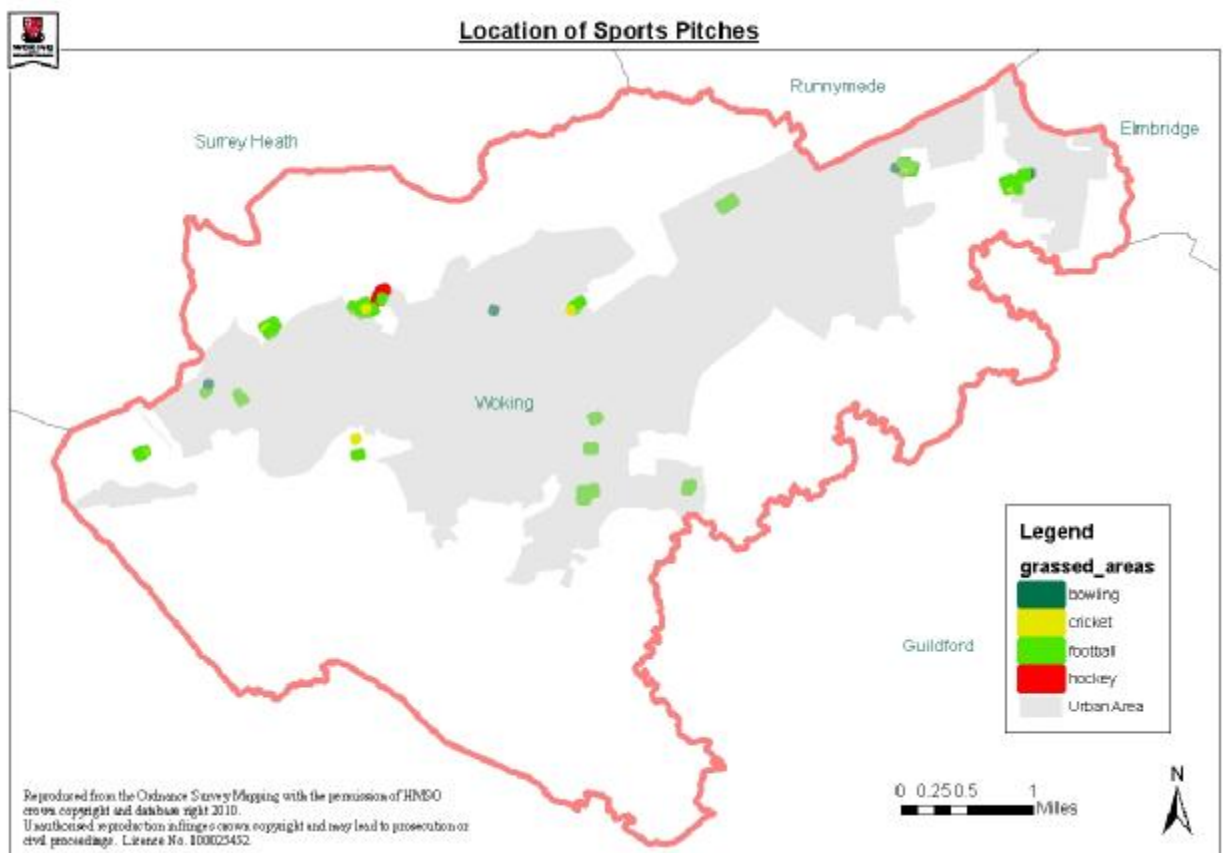 Location of Sports Pitches
WOKING
Runnymede
Elmbridge
Surrey Heath
Woking
Guildford
Legend
grassed_areas
bowling
cricket
football
hockey
Urban Area
0 0.25 0.5 1
Miles
N
Reproduced from the Ordnance Survey Mapping with the permission of HMSO
crown copyright and database right 2010.
Unauthorised reproduction infringes crown copyright and may lead to prosecution or
civil proceedings. Licence No. 100025452.